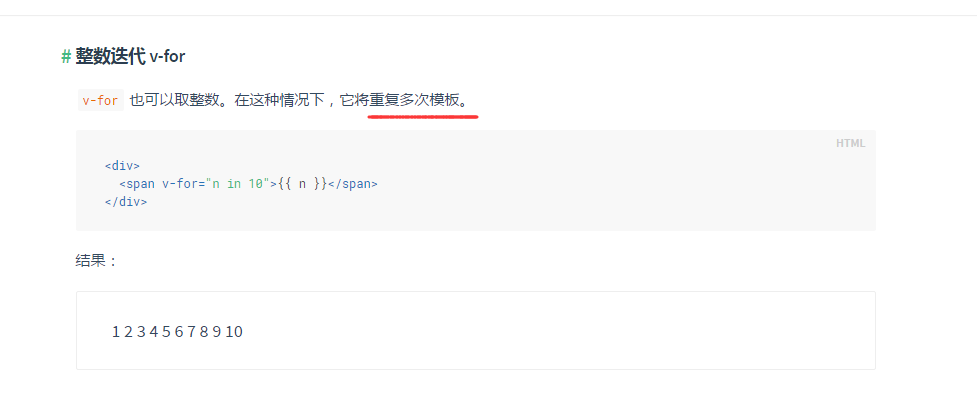 # 整数迭代 v-for
v-for 也可以取整数。在这种情况下，它将重复多次模板。
HTML
<div>
  <span v-for="n in 10">{{ n }}</span>
</div>
结果：
1 2 3 4 5 6 7 8 9 10